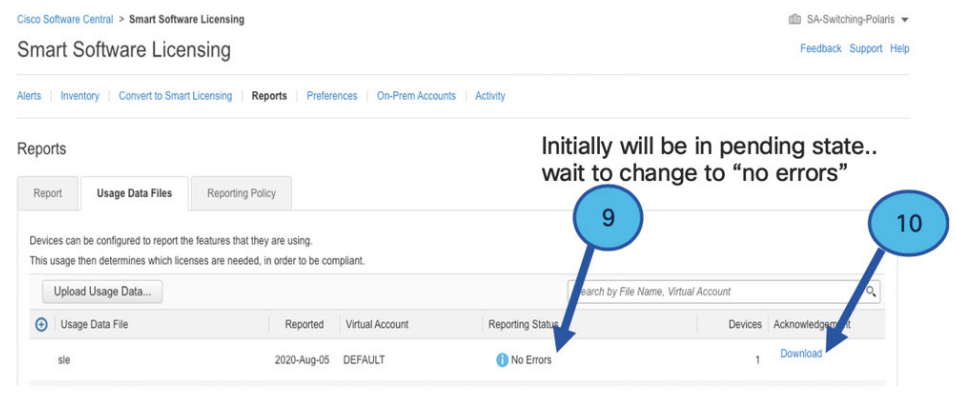 Cisco Software Central > Smart Software Licensing
SA-Switching-Polaris
Smart Software Licensing
Feedback Support Help
Alerts | Inventory | Convert to Smart Licensing | Reports | Preferences | On-Prem Accounts | Activity
Reports
Initially will be in pending state..
wait to change to “no errors”
Report Usage Data Files Reporting Policy
9
10
Devices can be configured to report the features that they are using.
This usage then determines which licenses are needed, in order to be compliant.
Upload Usage Data...
Search by File Name, Virtual Account
Usage Data File Reported Virtual Account Reporting Status Devices Acknowledgement
sle 2020-Aug-05 DEFAULT No Errors 1 Download